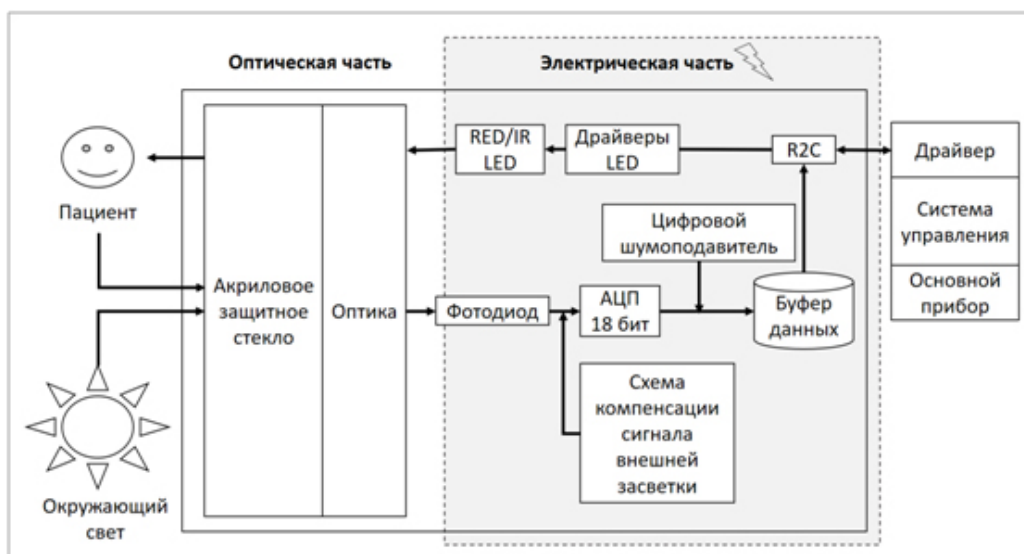 Оптическая часть
Электрическая часть
Пациент
Окружающий
свет
Акриловое
защитное
стекло
Оптика
RED/IR
LED
Драйверы
LED
R2C
Цифровой
шумоподавитель
Фотодиод
АЦП
18 бит
Буфер
данных
Схема
компенсации
сигнала
внешней
засветки
Драйвер
Система
управления
Основной
прибор